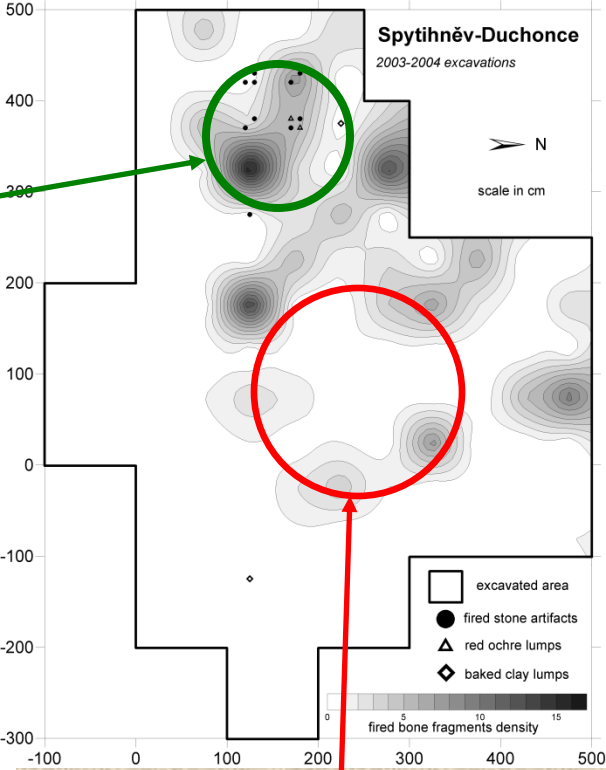 Spytihněv-Duchonce
2003-2004 excavations
N
scale in cm
500
400
300
200
100
0
-100
-200
-300
excavated area
fired stone artifacts
red ochre lumps
baked clay lumps
0 5 10 15
fired bone fragments density
-100 0 100 200 300 400 500